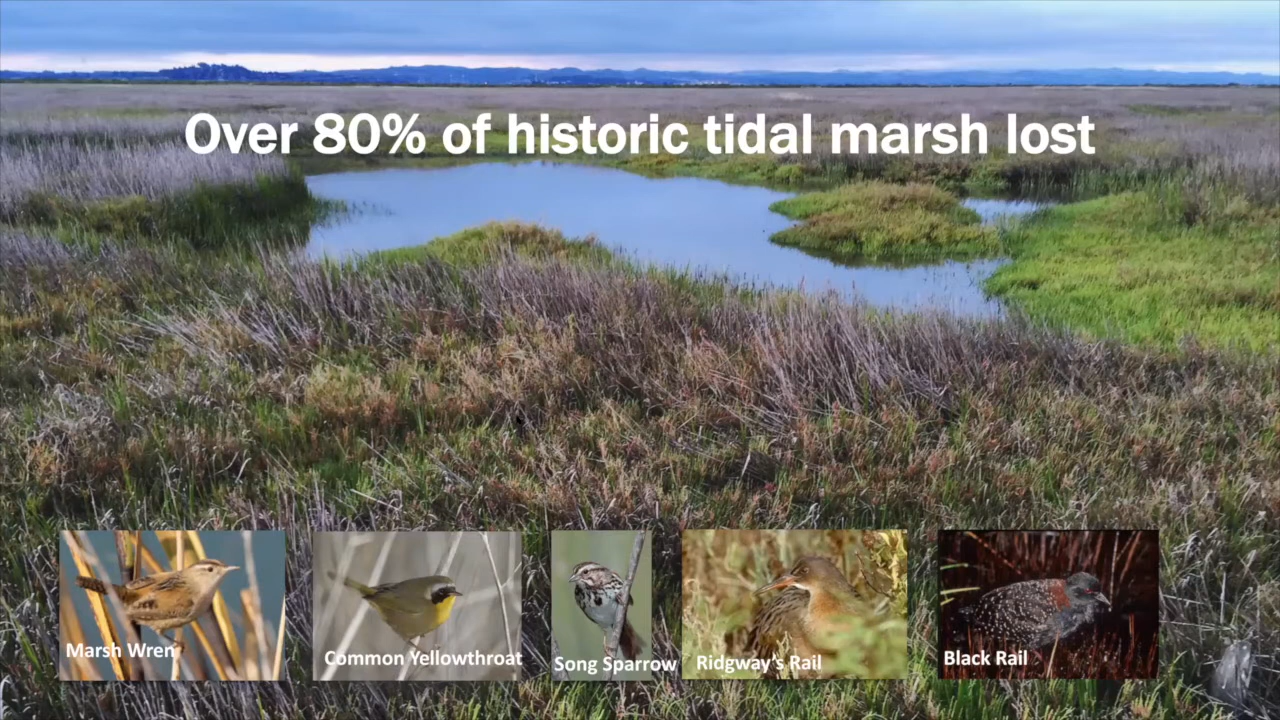 Over 80% of historic tidal marsh lost
Marsh Wren
Common Yellowthroat
Song Sparrow
Ridgway's Rail
Black Rail